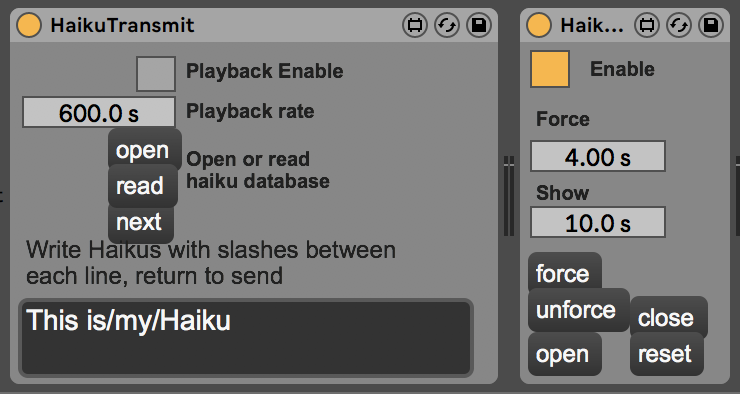 HaikuTransmit
Playback Enable
600.0 s
Playback rate
open
read
next
Open or read
haiku database
Write Haikus with slashes between
each line, return to send
This is/my/Haiku
Haik...
Enable
Force
4.00 s
Show
10.0 s
force
unforce
close
open
reset